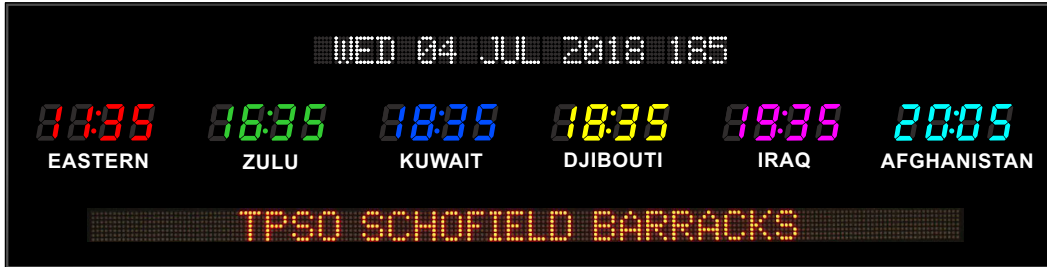 WED 04 JUL 2018 185
11:35 16:35 18:35 18:35 19:35 20:05
EASTERN ZULU KUWAIT DJIBOUTI IRAQ AFGHANISTAN
TPSO SCHOFIELD BARRACKS